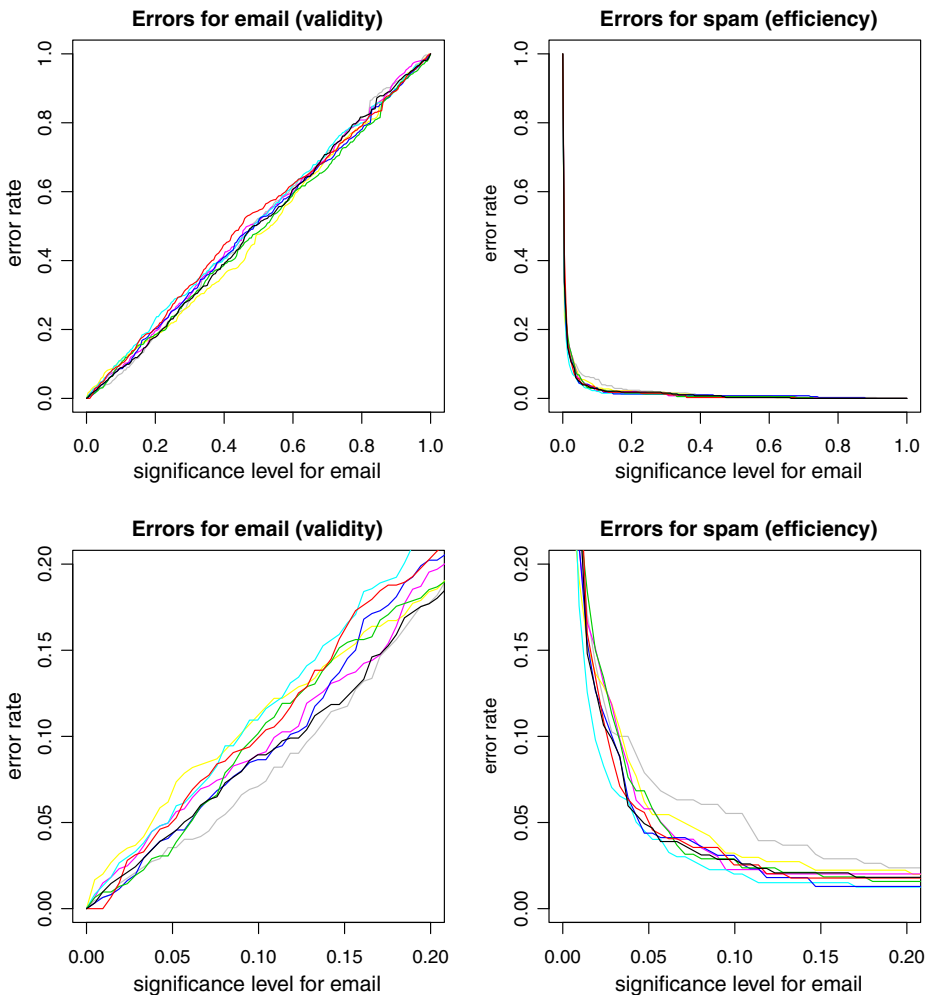 Errors for email (validity)
error rate
1.0
0.8
0.6
0.4
0.2
0.0
0.0 0.2 0.4 0.6 0.8 1.0
significance level for email
Errors for spam (efficiency)
error rate
1.0
0.8
0.6
0.4
0.2
0.0
0.0 0.2 0.4 0.6 0.8 1.0
significance level for email
Errors for email (validity)
error rate
0.20
0.15
0.10
0.05
0.00
0.00 0.05 0.10 0.15 0.20
significance level for email
Errors for spam (efficiency)
error rate
0.20
0.15
0.10
0.05
0.00
0.00 0.05 0.10 0.15 0.20
significance level for email